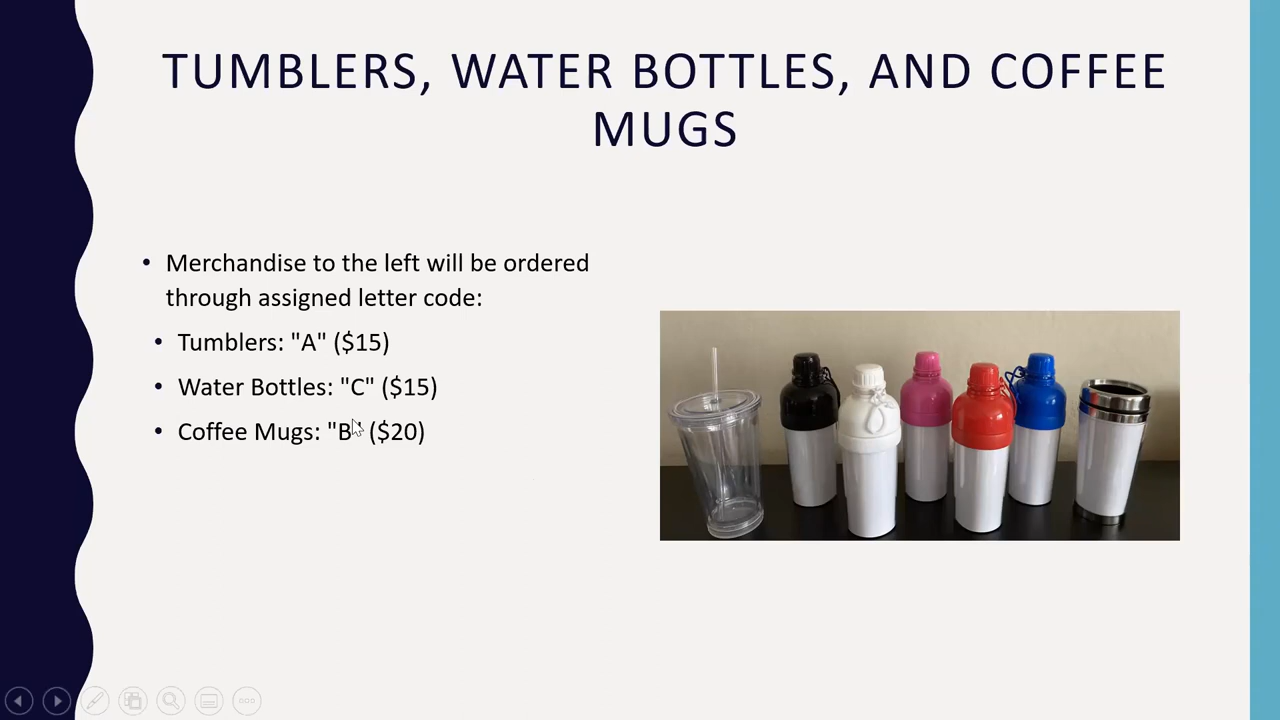 TUMBLERS, WATER BOTTLES, AND COFFEE
MUGS
• Merchandise to the left will be ordered
through assigned letter code:
• Tumblers: "A" ($15)
• Water Bottles: "C" ($15)
• Coffee Mugs: "B" ($20)